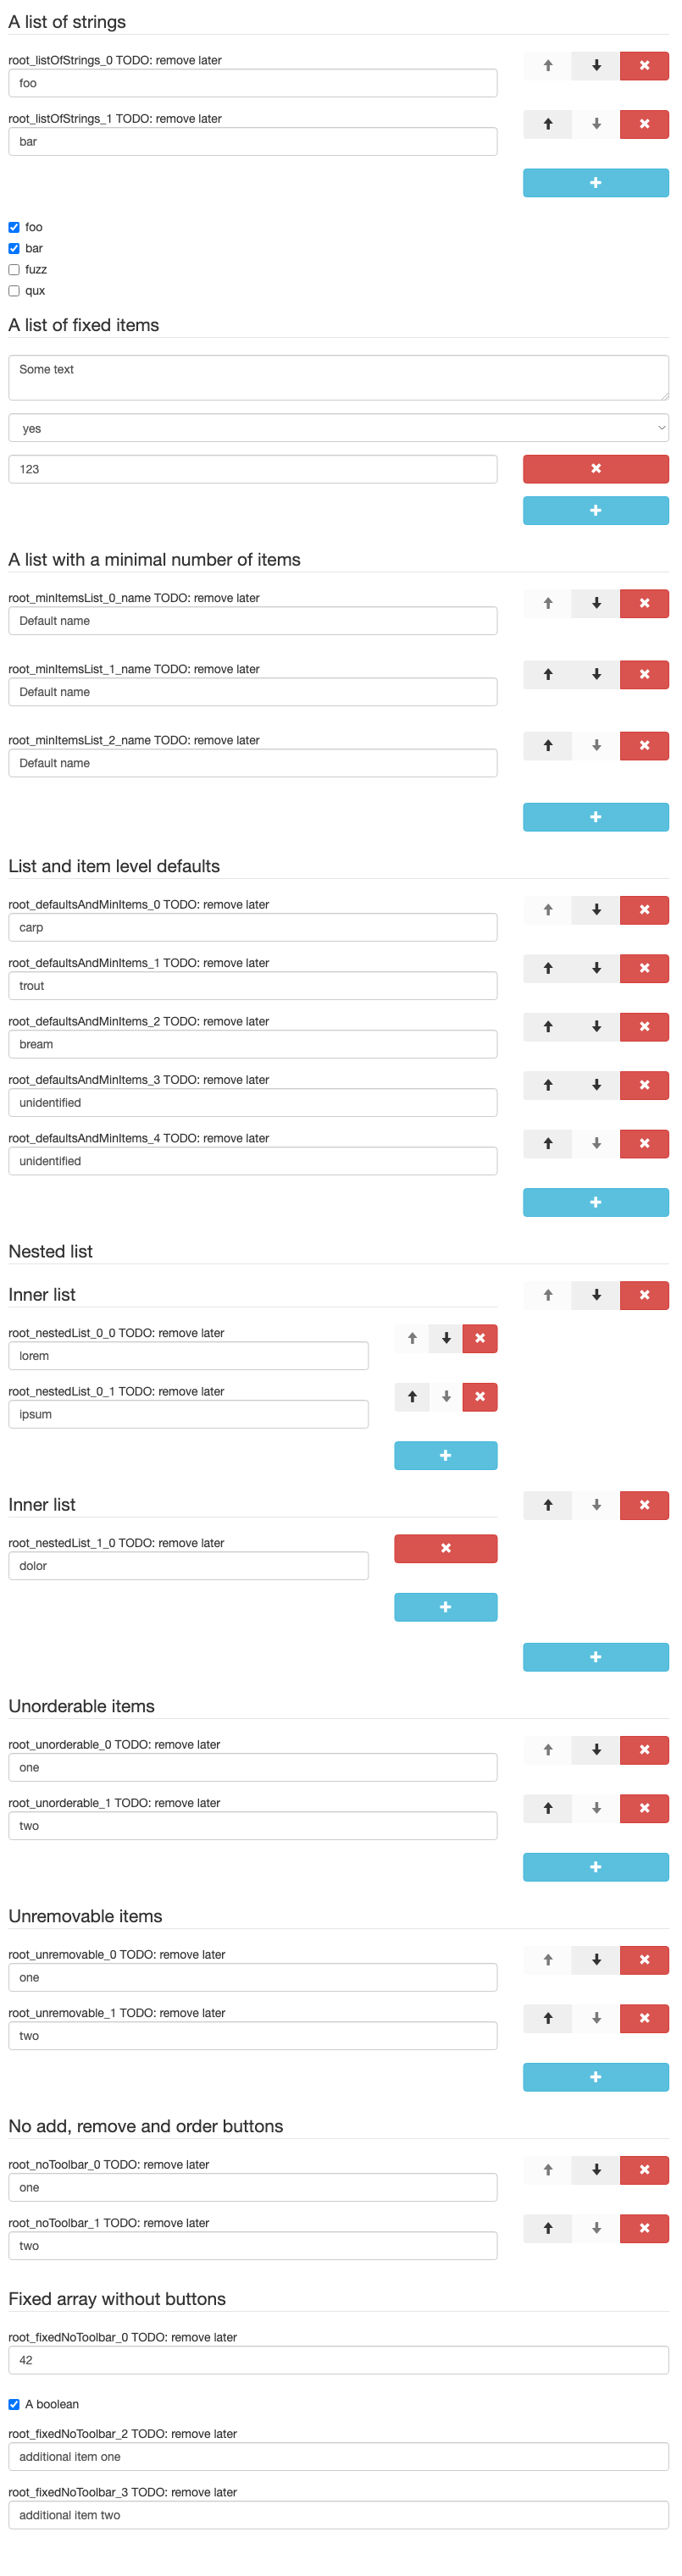 A list of strings
root_listOfStrings_0 TODO: remove later
foo
root_listOfStrings_1 TODO: remove later
bar
foo
bar
fuzz
qux
A list of fixed items
Some text
yes
123
A list with a minimal number of items
root_minItemsList_0_name TODO: remove later
Default name
root_minItemsList_1_name TODO: remove later
Default name
root_minItemsList_2_name TODO: remove later
Default name
List and item level defaults
root_defaultsAndMinItems_0 TODO: remove later
carp
root_defaultsAndMinItems_1 TODO: remove later
trout
root_defaultsAndMinItems_2 TODO: remove later
bream
root_defaultsAndMinItems_3 TODO: remove later
unidentified
root_defaultsAndMinItems_4 TODO: remove later
unidentified
Nested list
Inner list
root_nestedList_0_0 TODO: remove later
lorem
root_nestedList_0_1 TODO: remove later
ipsum
Inner list
root_nestedList_1_0 TODO: remove later
dolor
Unorderable items
root_unorderable_0 TODO: remove later
one
root_unorderable_1 TODO: remove later
two
Unremovable items
root_unremovable_0 TODO: remove later
one
root_unremovable_1 TODO: remove later
two
No add, remove and order buttons
root_noToolbar_0 TODO: remove later
one
root_noToolbar_1 TODO: remove later
two
Fixed array without buttons
root_fixedNoToolbar_0 TODO: remove later
42
A boolean
root_fixedNoToolbar_2 TODO: remove later
additional item one
root_fixedNoToolbar_3 TODO: remove later
additional item two